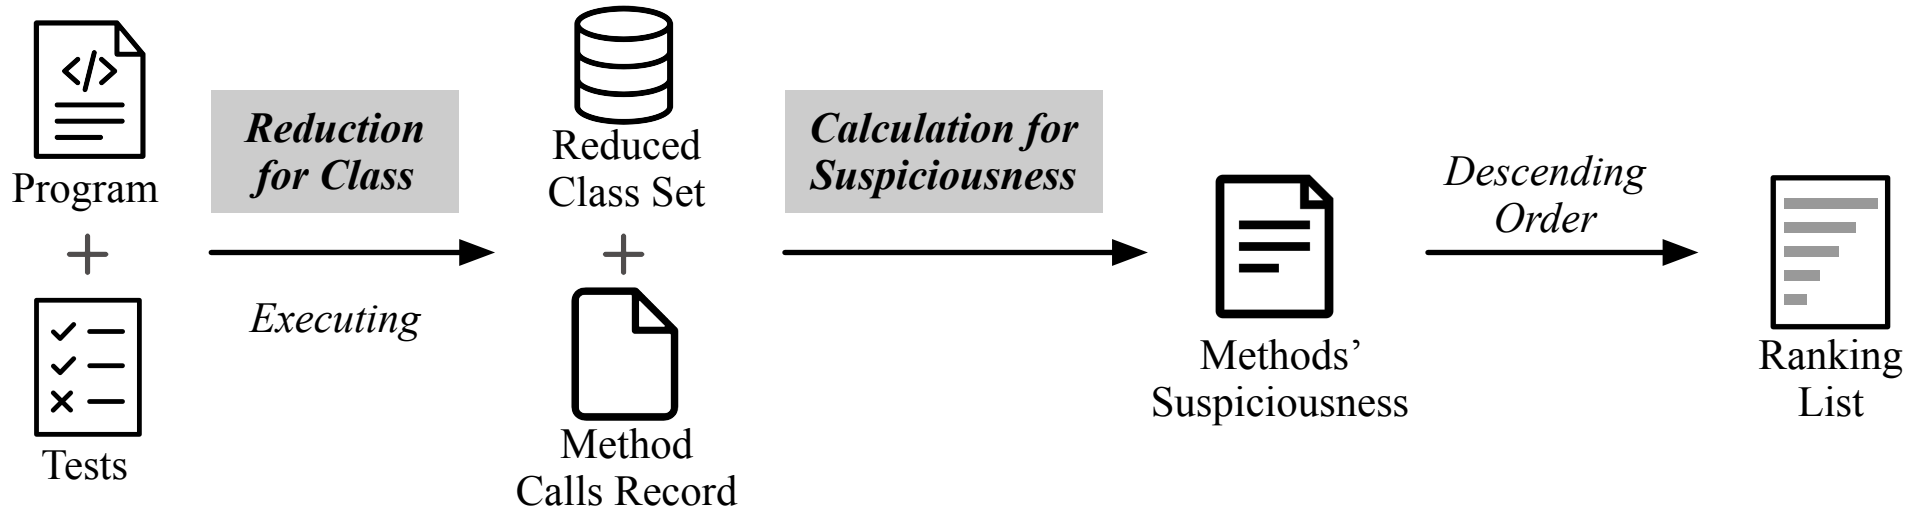 </>
Program
+
Tests
Reduction
for Class
Executing
Reduced
Class Set
+
Method
Calls Record
Calculation for
Suspiciousness
Methods’
Suspiciousness
Descending
Order
Ranking
List